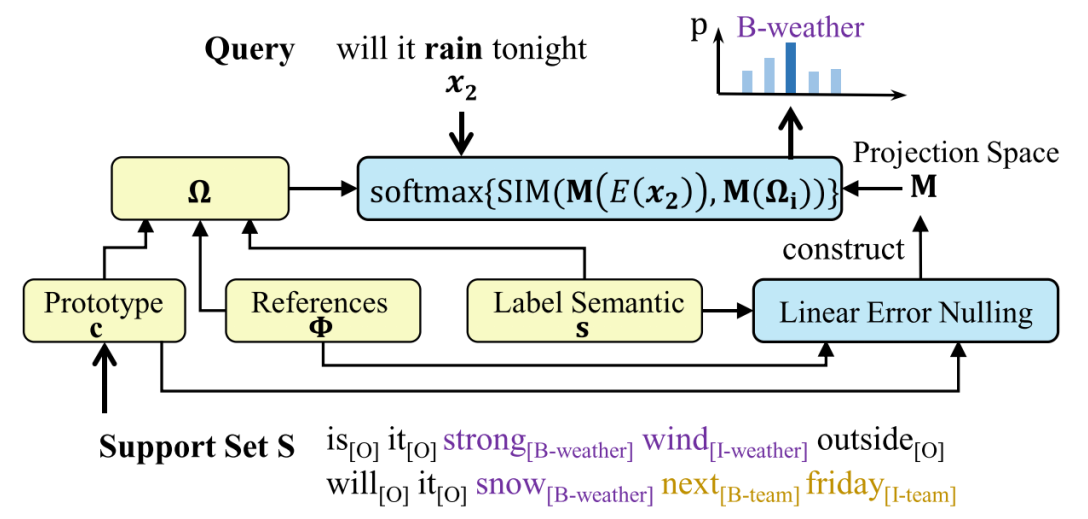 p B-weather
Query will it rain tonight
x₂
Projection Space
Ω softmax{SIM(M(E(x₂)), M(Ωᵢ))} M
construct
Prototype References Label Semantic Linear Error Nulling
c Φ s
Support Set S is[O] it[O] strong[B-weather] wind[I-weather] outside[O]
will[O] it[O] snow[B-weather] next[B-team] friday[I-team]